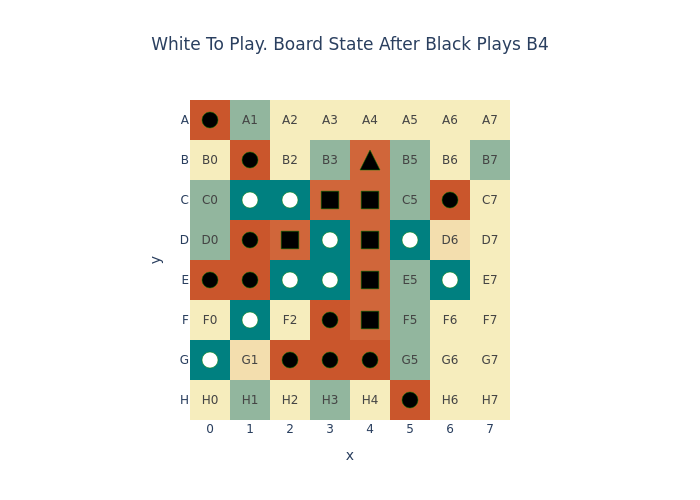 White To Play. Board State After Black Plays B4
A A1 A2 A3 A4 A5 A6 A7
B B0 B2 B3 B5 B6 B7
C C0 C5 C7
D D0 D6 D7
E E5 E7
F F0 F2 F5 F6 F7
G G1 G5 G6 G7
H H0 H1 H2 H3 H4 H6 H7
0 1 2 3 4 5 6 7
x
y